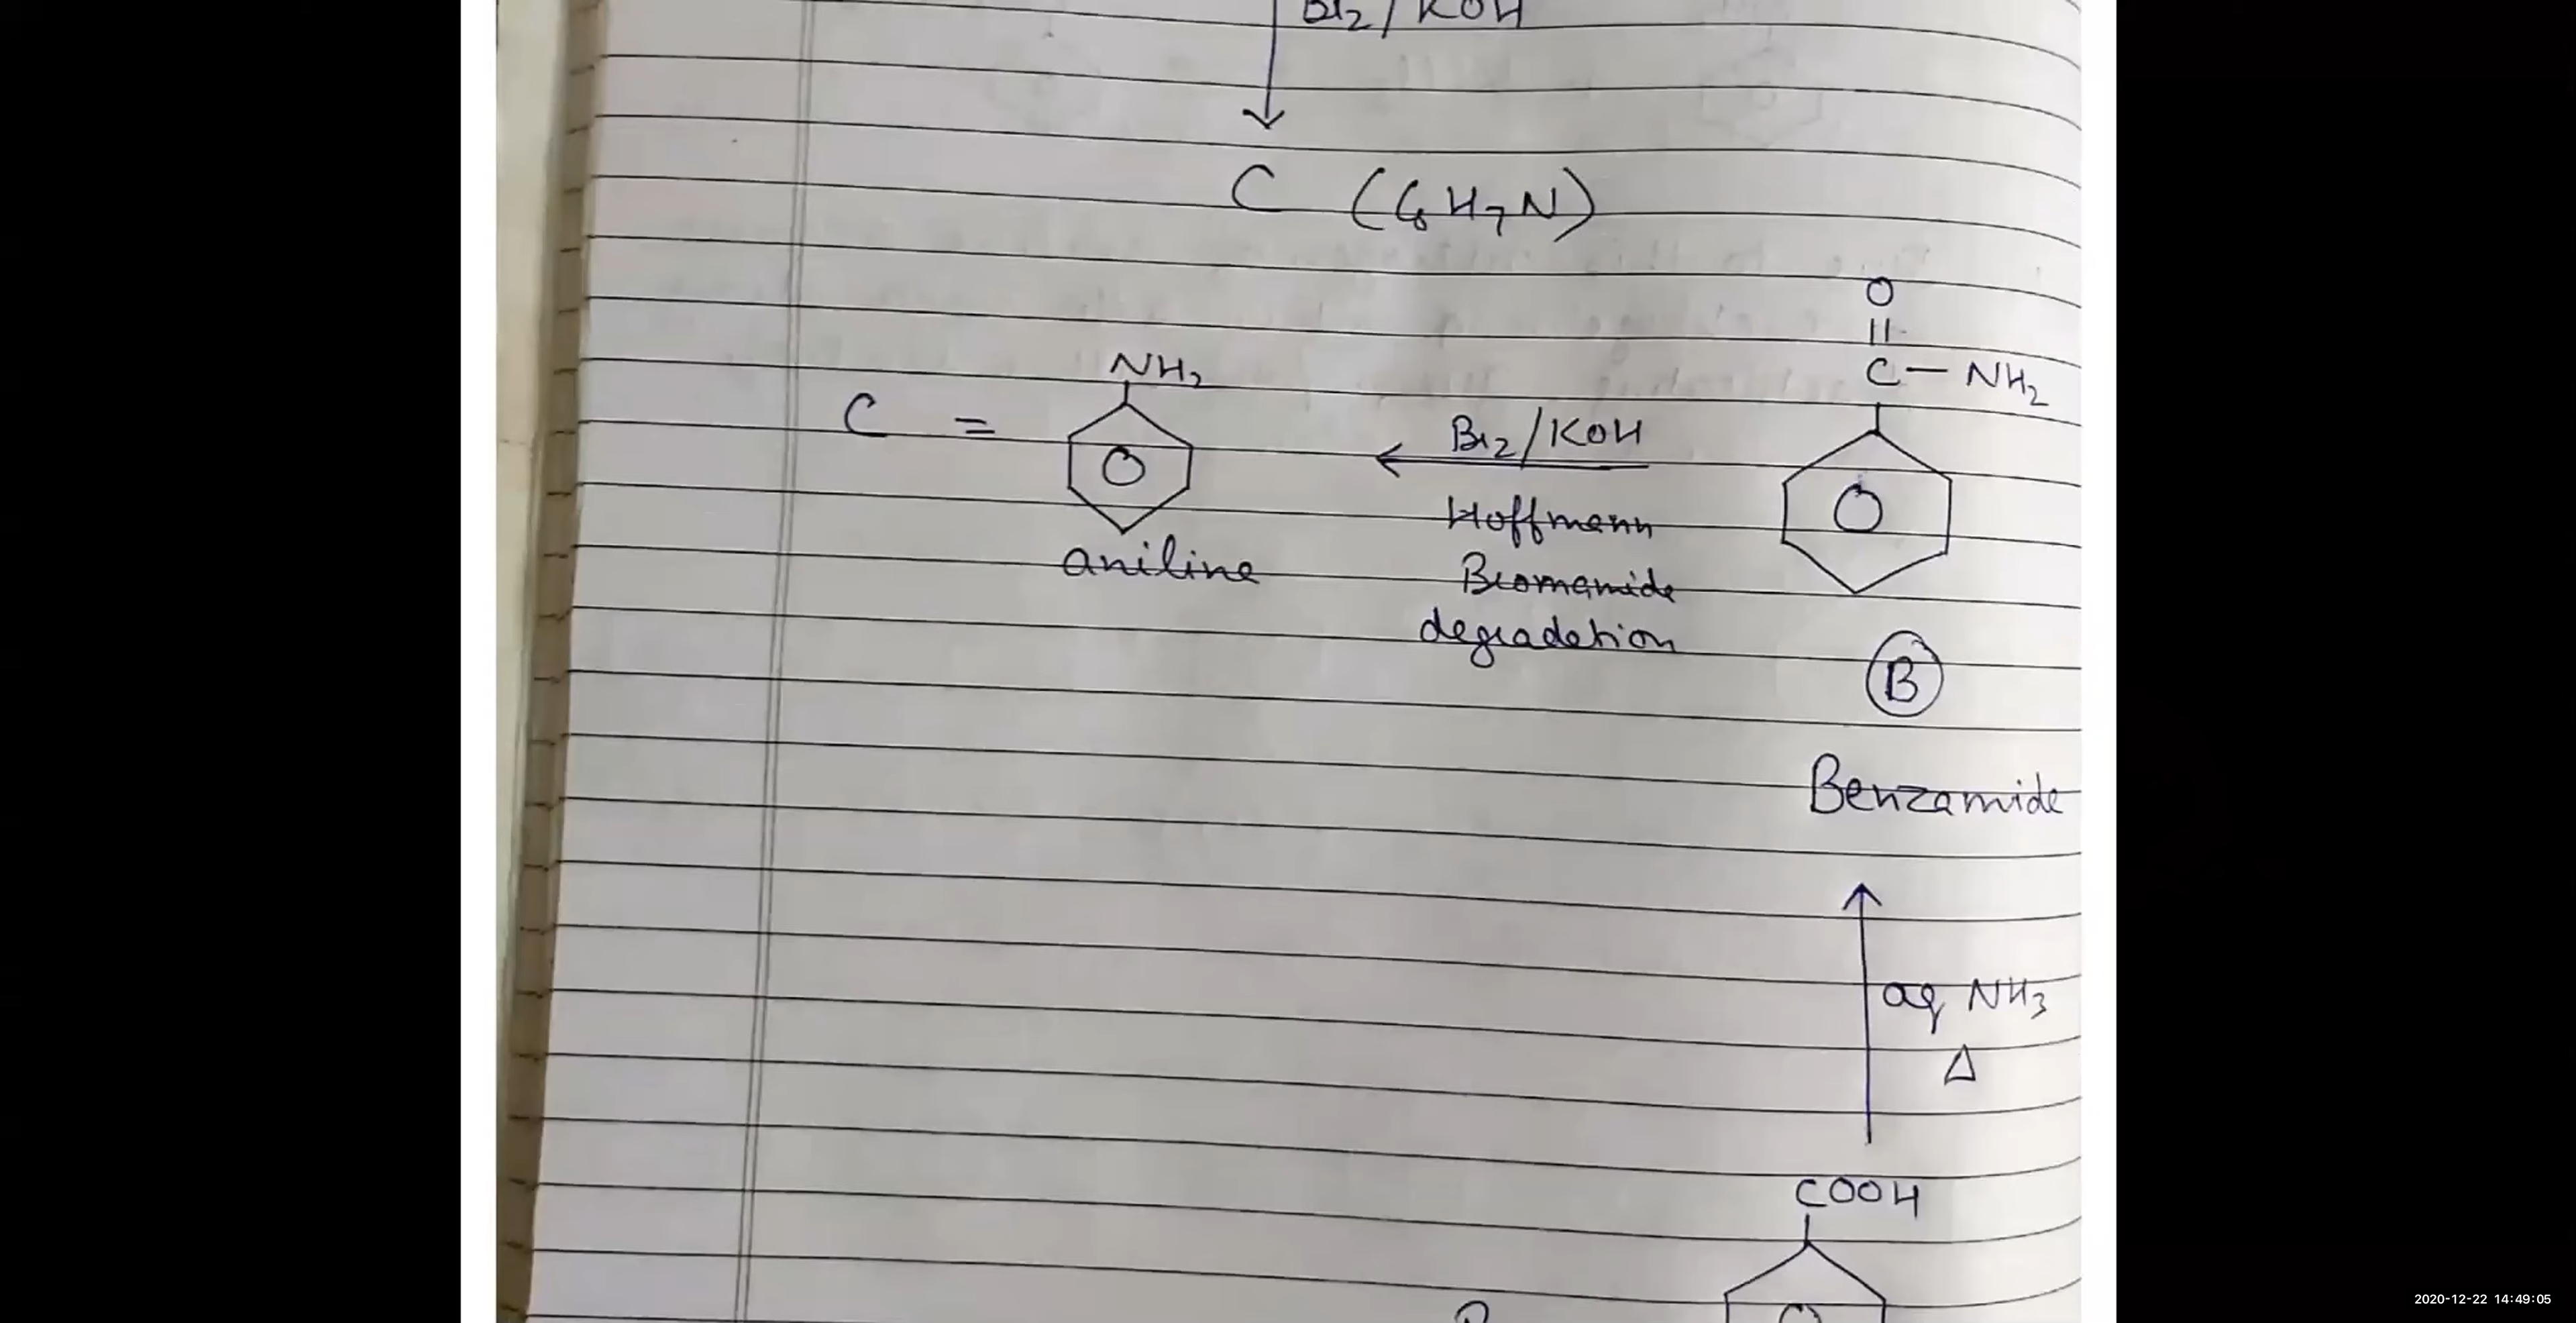 Br2/KOH
C (C6H7N)
O
||
C — NH2
NH2
C =
Br2/KOH
Hoffmann
aniline
Bromamide
degradation
B
Benzamide
aq NH3
Δ
COOH
2020-12-22 14:49:05